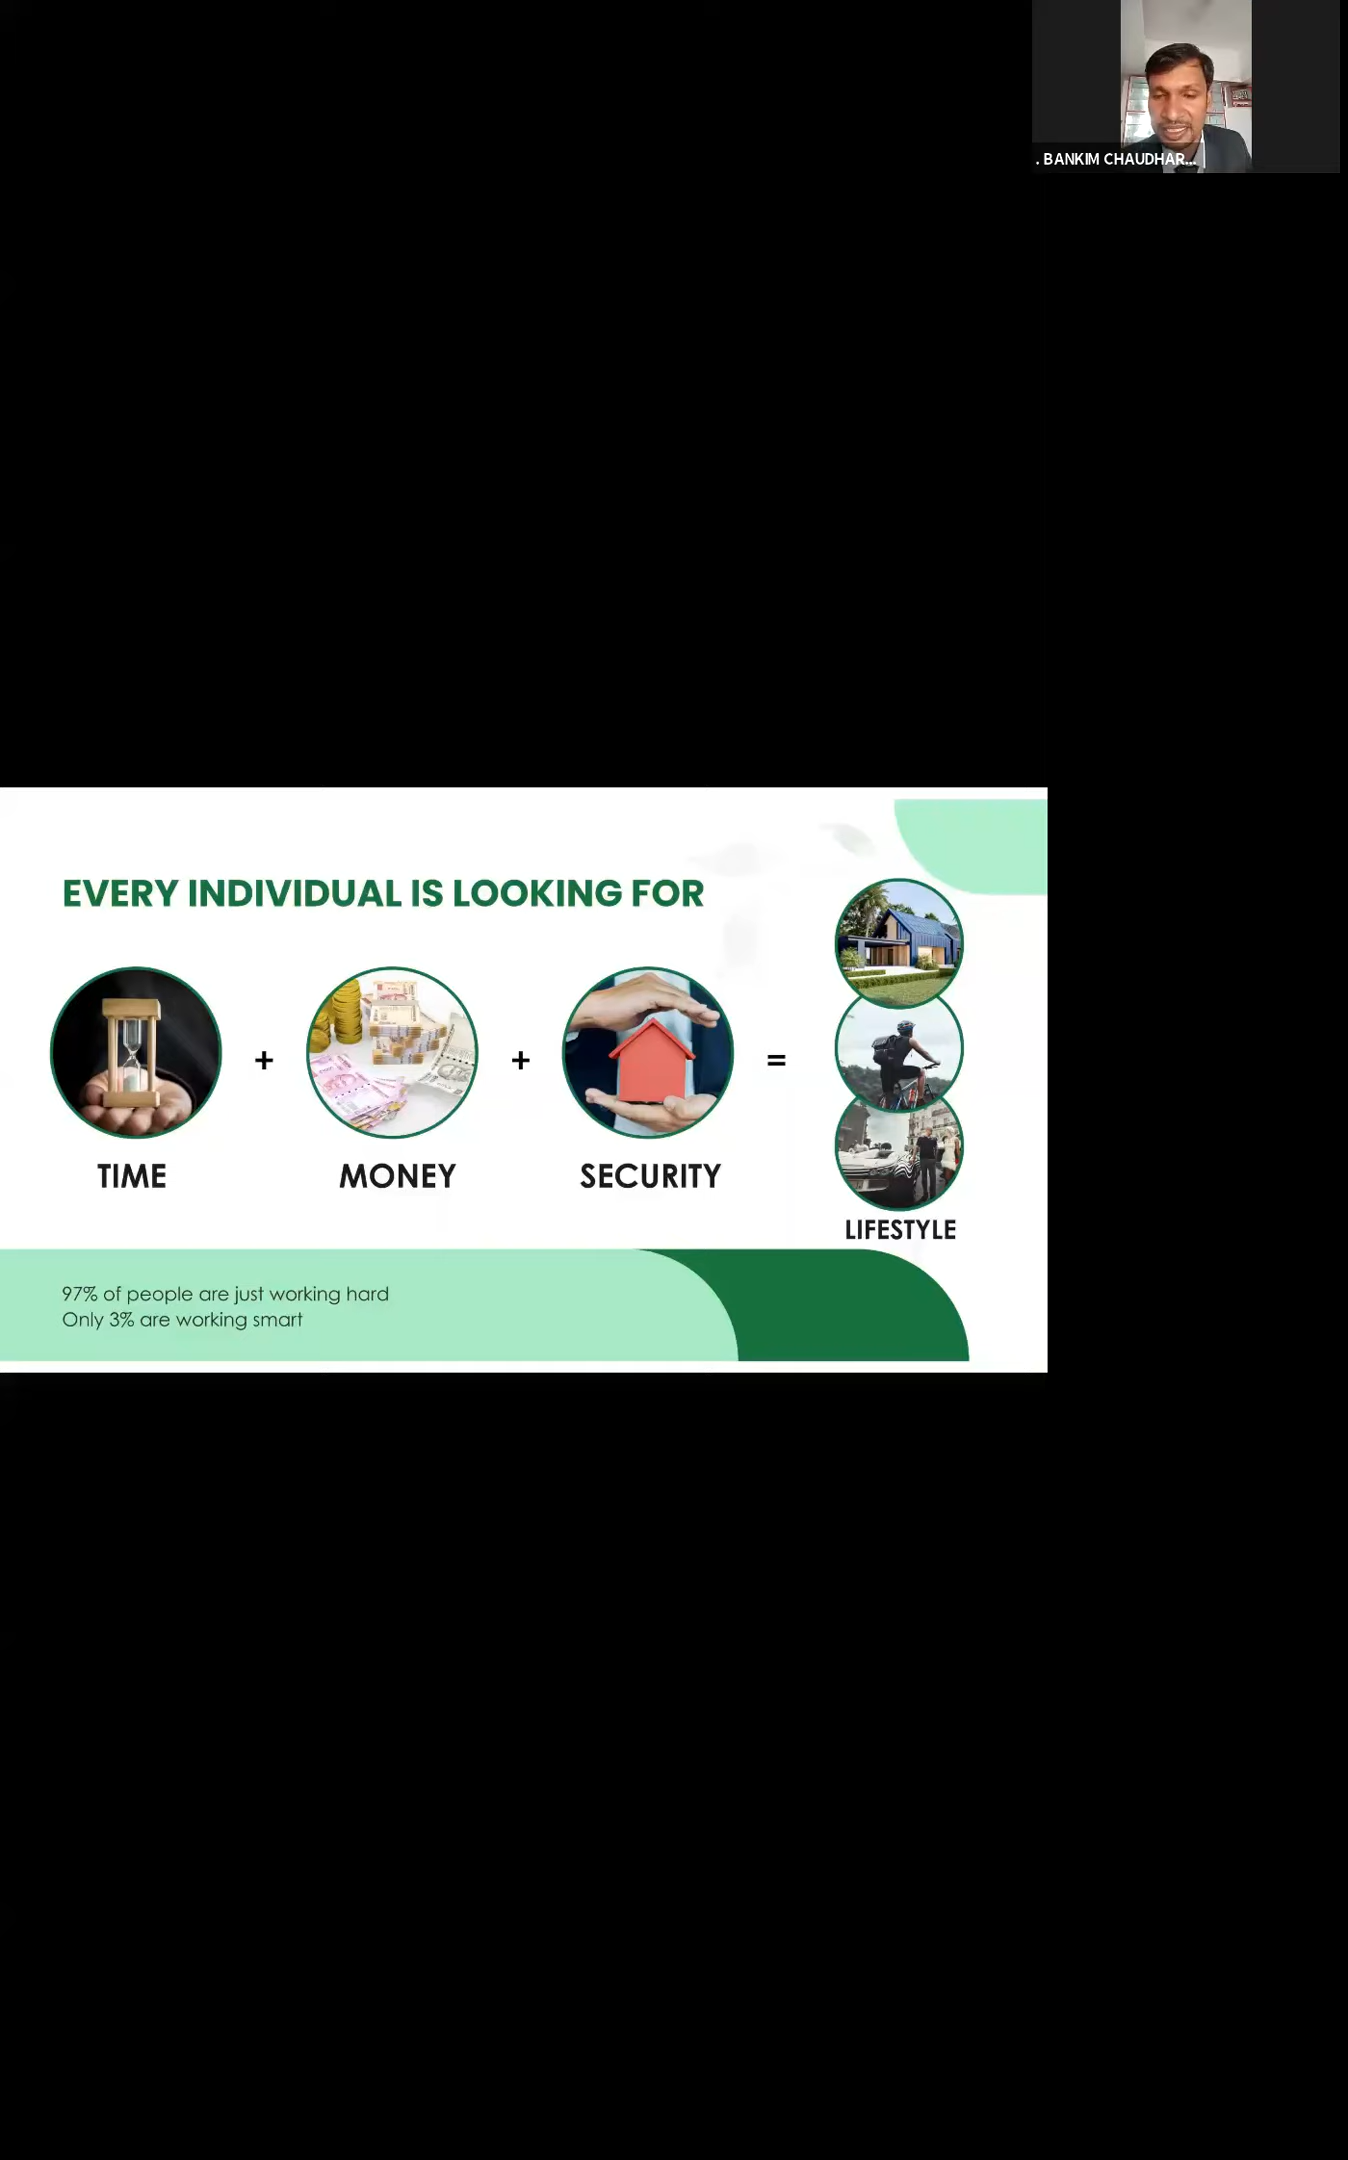 . BANKIM CHAUDHAR...
EVERY INDIVIDUAL IS LOOKING FOR
+ + =
TIME MONEY SECURITY
LIFESTYLE
97% of people are just working hard
Only 3% are working smart